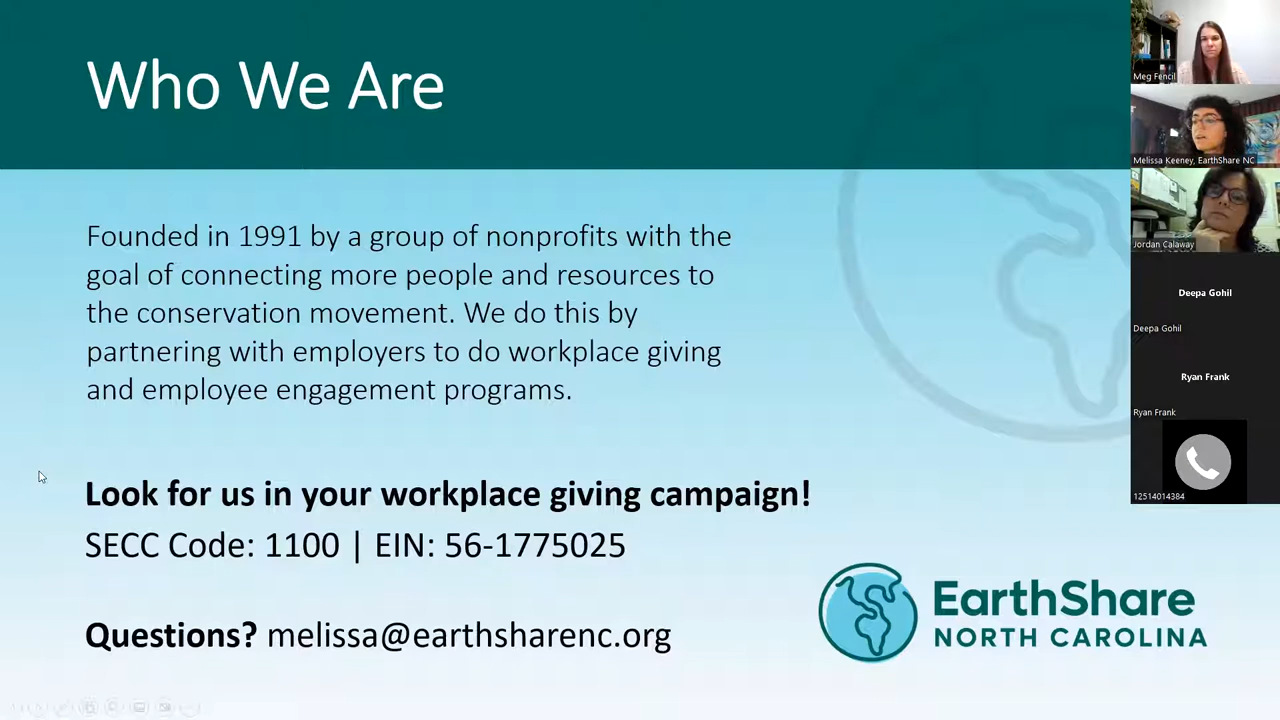 Who We Are
Founded in 1991 by a group of nonprofits with the
goal of connecting more people and resources to
the conservation movement. We do this by
partnering with employers to do workplace giving
and employee engagement programs.
Look for us in your workplace giving campaign!
SECC Code: 1100 | EIN: 56-1775025
Questions? melissa@earthsharenc.org
EarthShare
NORTH CAROLINA
Meg Fencil
Melissa Keeney, EarthShare NC
Jordan Calaway
Deepa Gohil
Deepa Gohil
Ryan Frank
Ryan Frank
12514014384